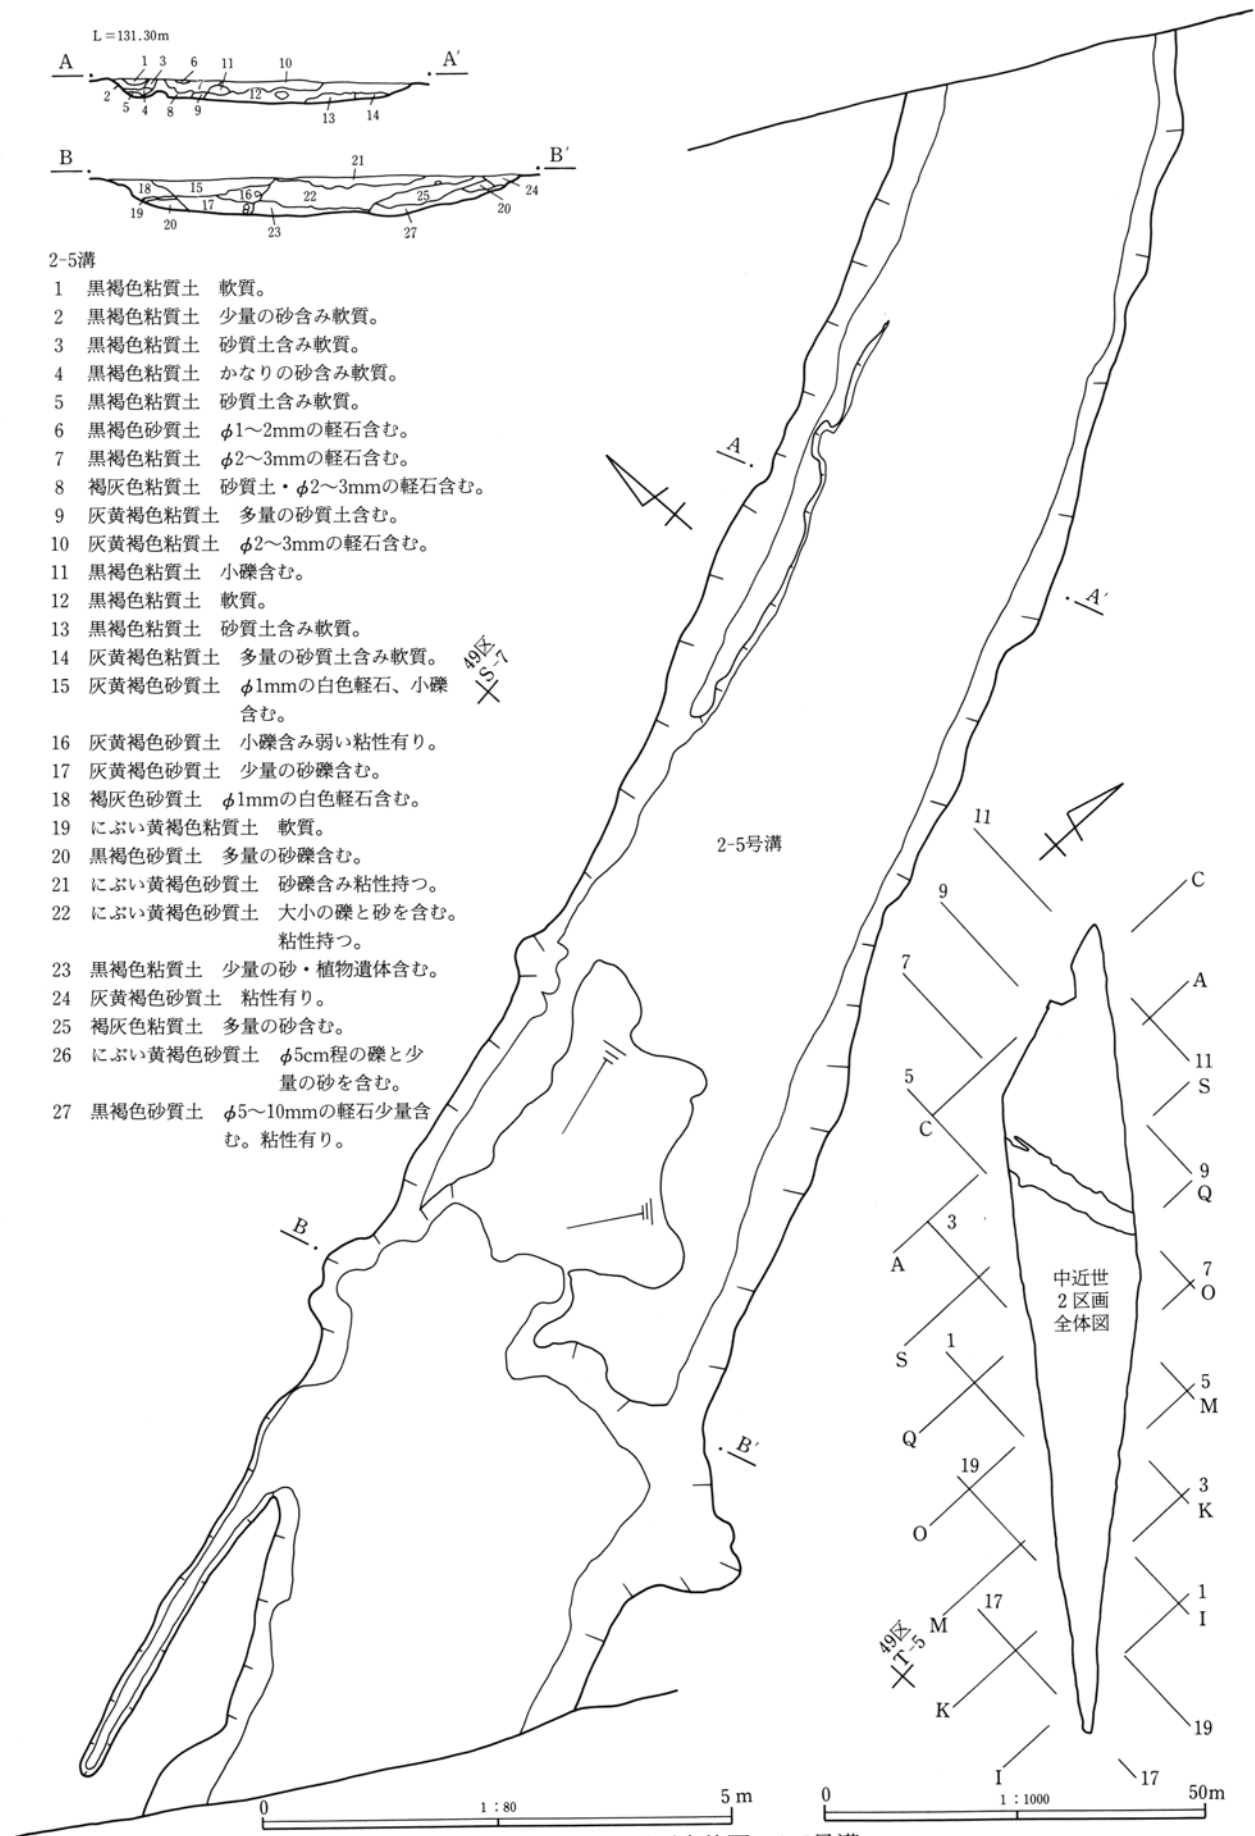 L=131.30m
A
A′
1 3 6 11 10
7
12
2 5 4 8 9 13 14
B
B′
21
18 15 16 22 25 24
19 20 17 23 27 20
2-5溝
1 黒褐色粘質土 軟質。
2 黒褐色粘質土 少量の砂含み軟質。
3 黒褐色粘質土 砂質土含み軟質。
4 黒褐色粘質土 かなりの砂含み軟質。
5 黒褐色粘質土 砂質土含み軟質。
6 黒褐色砂質土 φ1〜2mmの軽石含む。
7 黒褐色粘質土 φ2〜3mmの軽石含む。
8 褐灰色粘質土 砂質土・φ2〜3mmの軽石含む。
9 灰黄褐色粘質土 多量の砂質土含む。
10 灰黄褐色粘質土 φ2〜3mmの軽石含む。
11 黒褐色粘質土 小礫含む。
12 黒褐色粘質土 軟質。
13 黒褐色粘質土 砂質土含み軟質。
14 灰黄褐色粘質土 多量の砂質土含み軟質。
15 灰黄褐色砂質土 φ1mmの白色軽石、小礫
含む。
16 灰黄褐色砂質土 小礫含み弱い粘性有り。
17 灰黄褐色砂質土 少量の砂礫含む。
18 褐灰色砂質土 φ1mmの白色軽石含む。
19 にぶい黄褐色粘質土 軟質。
20 黒褐色砂質土 多量の砂礫含む。
21 にぶい黄褐色砂質土 砂礫含み粘性持つ。
22 にぶい黄褐色砂質土 大小の礫と砂を含む。
粘性持つ。
23 黒褐色粘質土 少量の砂・植物遺体含む。
24 灰黄褐色砂質土 粘性有り。
25 褐灰色粘質土 多量の砂含む。
26 にぶい黄褐色砂質土 φ5cm程の礫と少
量の砂を含む。
27 黒褐色砂質土 φ5〜10mmの軽石少量含
む。粘性有り。
A
A′
49区
S-7
2-5号溝
B
B′
49区
T-5
11
9
7
5
C
3
A
S
1
Q
19
O
17
M
K
I
C
A
11
S
9
Q
7
O
5
M
3
K
1
I
19
17
中近世
2区画
全体図
0 1:80 5m
0 1:1000 50m